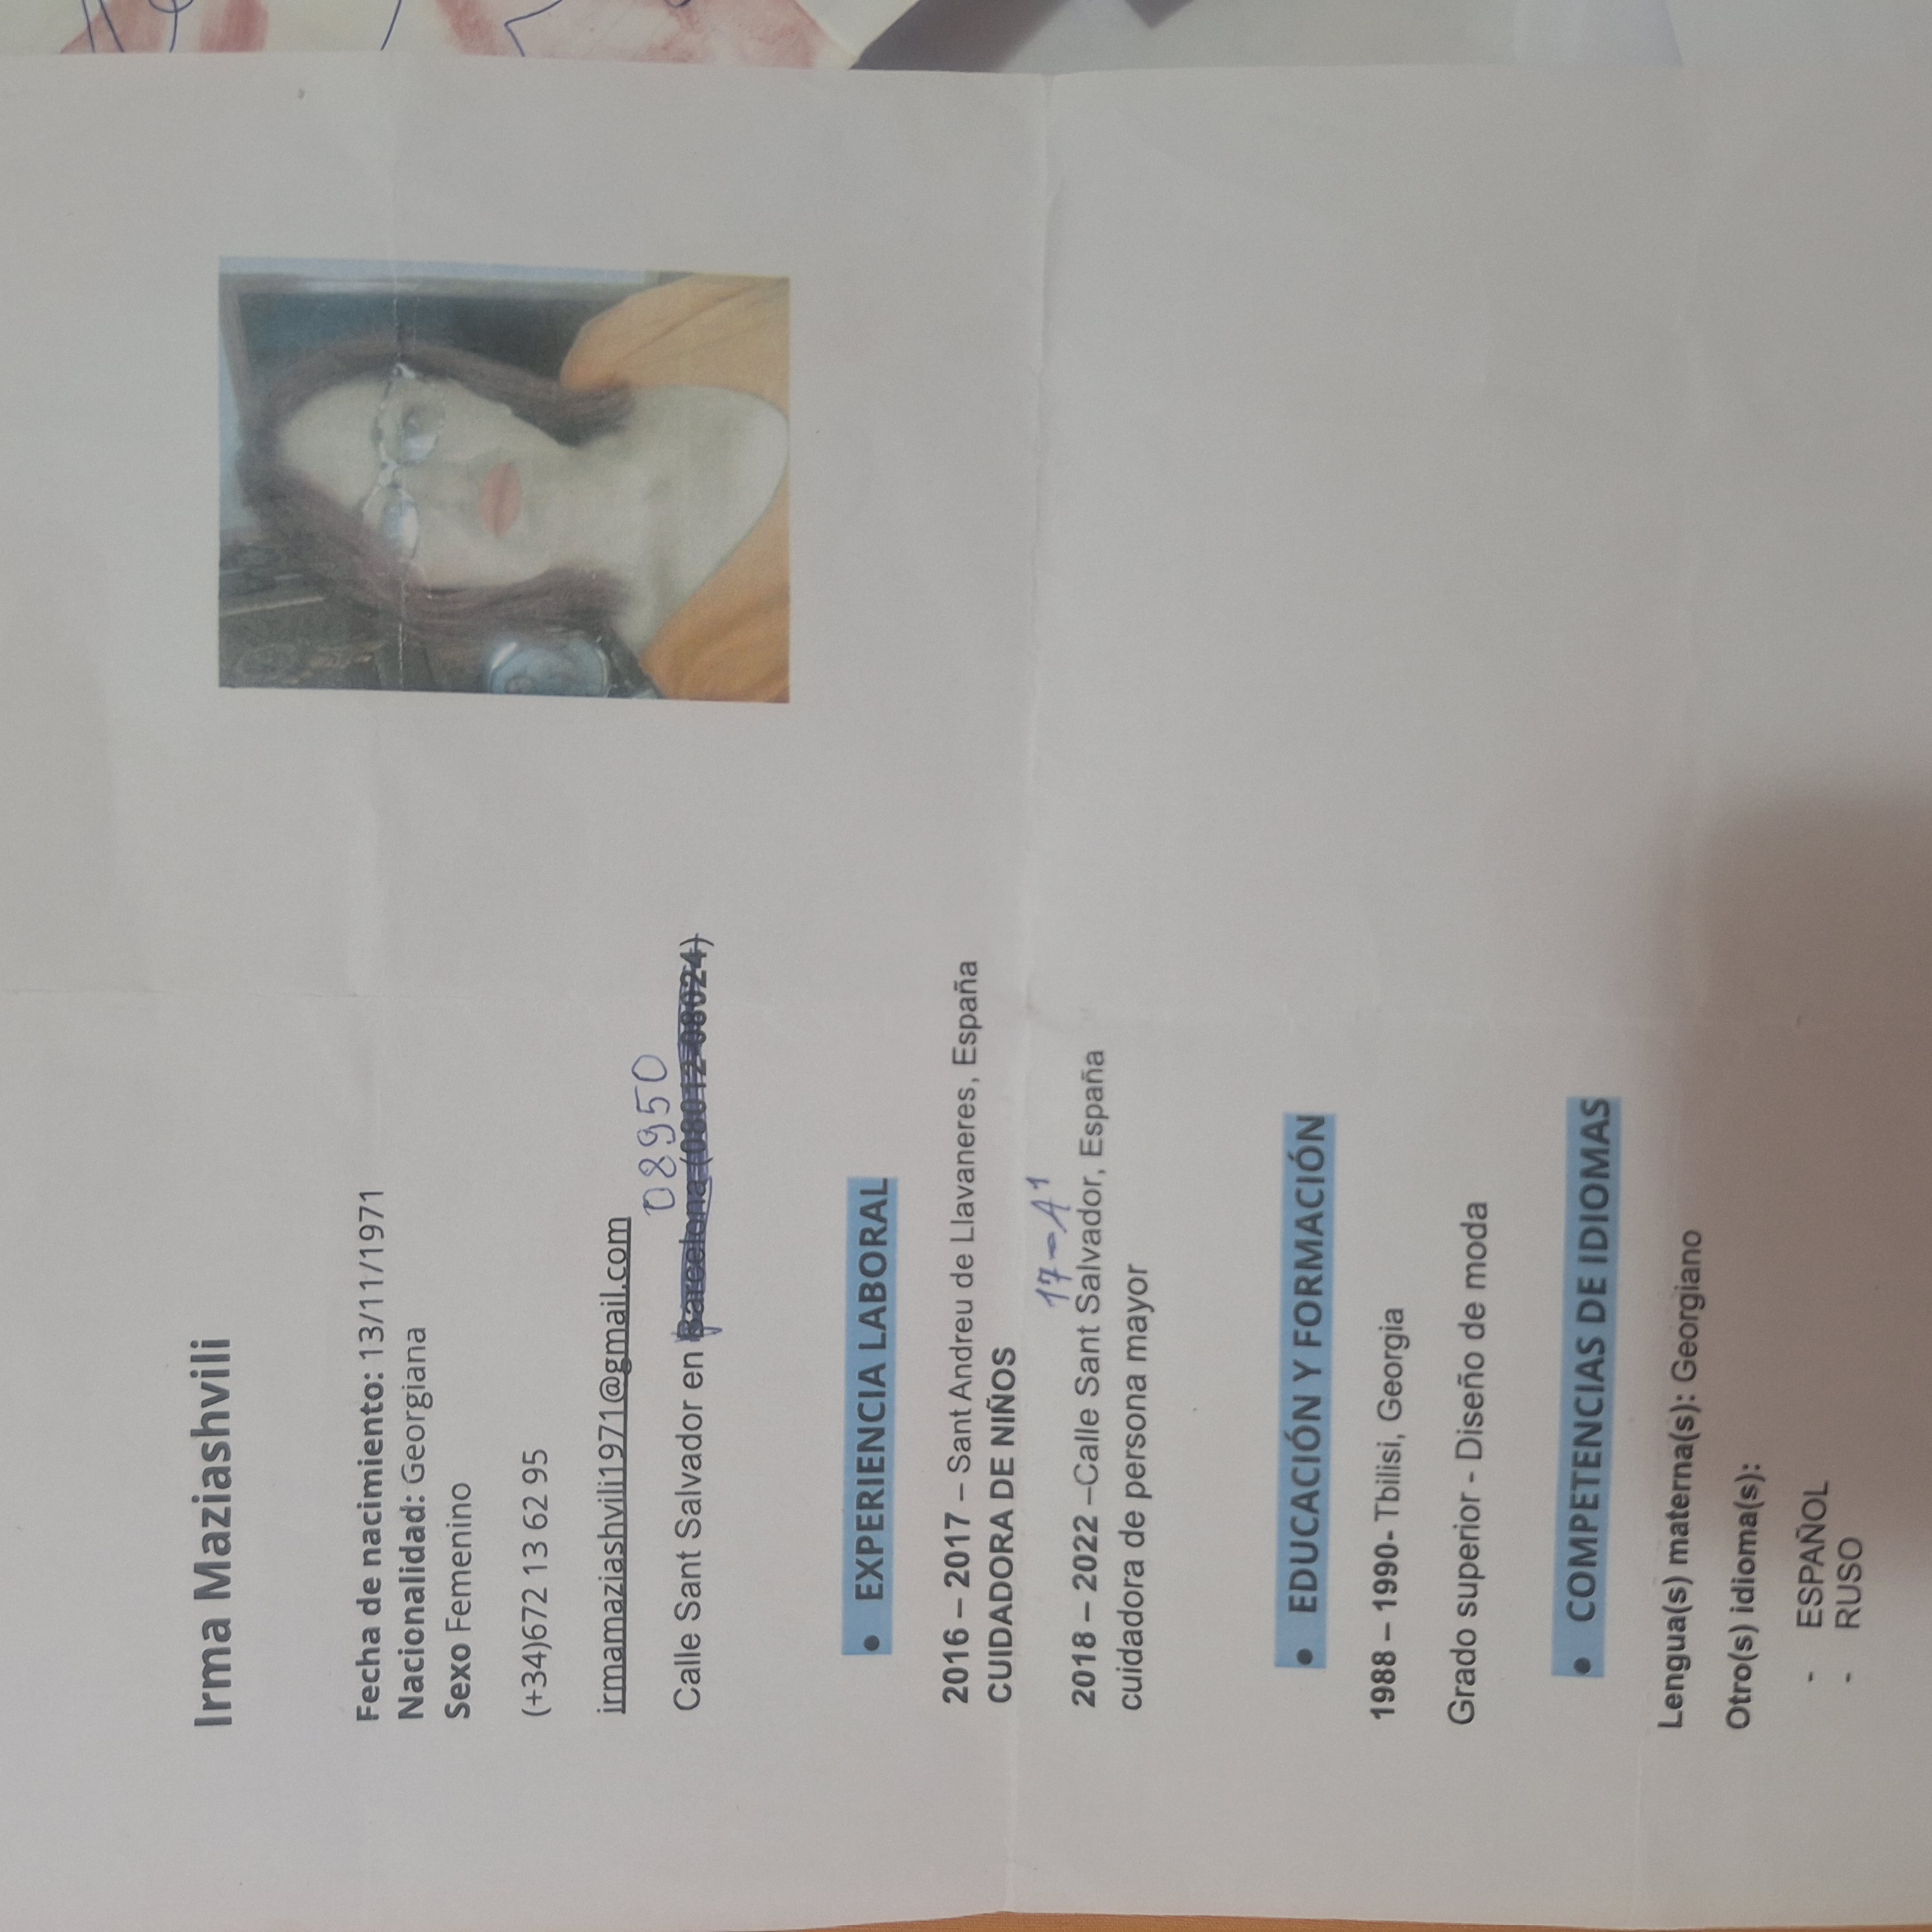 Irma Maziashvili
Fecha de nacimiento: 13/11/1971
Nacionalidad: Georgiana
Sexo Femenino
(+34)672 13 62 95
irmamaziashvili1971@gmail.com
08950
Calle Sant Salvador en Barcelona (08012-08024)
• EXPERIENCIA LABORAL
2016 – 2017 – Sant Andreu de Llavaneres, España
CUIDADORA DE NIÑOS
17-A1
2018 – 2022 –Calle Sant Salvador, España
cuidadora de persona mayor
• EDUCACIÓN Y FORMACIÓN
1988 – 1990- Tbilisi, Georgia
Grado superior - Diseño de moda
• COMPETENCIAS DE IDIOMAS
Lengua(s) materna(s): Georgiano
Otro(s) idioma(s):
- ESPAÑOL
- RUSO